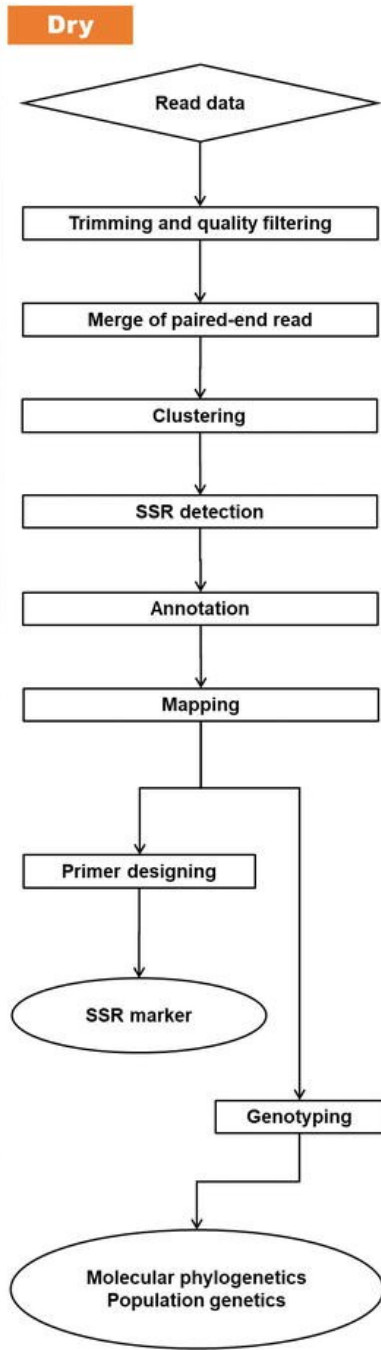 Dry
Read data
Trimming and quality filtering
Merge of paired-end read
Clustering
SSR detection
Annotation
Mapping
Primer designing
SSR marker
Genotyping
Molecular phylogenetics
Population genetics